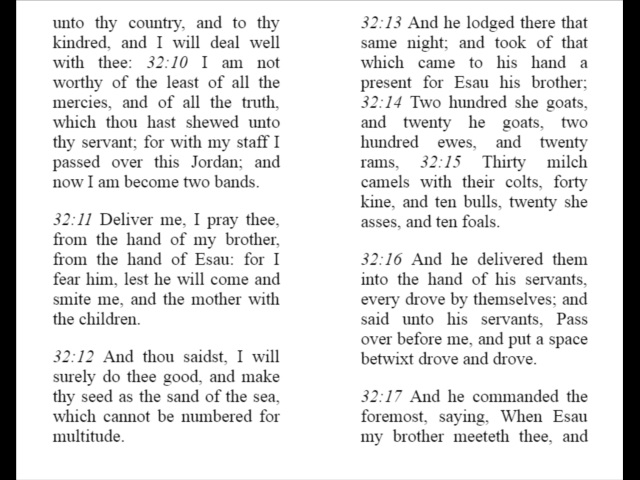 unto thy country, and to thy
kindred, and I will deal well
with thee: 32:10 I am not
worthy of the least of all the
mercies, and of all the truth,
which thou hast shewed unto
thy servant; for with my staff I
passed over this Jordan; and
now I am become two bands.
32:11 Deliver me, I pray thee,
from the hand of my brother,
from the hand of Esau: for I
fear him, lest he will come and
smite me, and the mother with
the children.
32:12 And thou saidst, I will
surely do thee good, and make
thy seed as the sand of the sea,
which cannot be numbered for
multitude.
32:13 And he lodged there that
same night; and took of that
which came to his hand a
present for Esau his brother;
32:14 Two hundred she goats,
and twenty he goats, two
hundred ewes, and twenty
rams, 32:15 Thirty milch
camels with their colts, forty
kine, and ten bulls, twenty she
asses, and ten foals.
32:16 And he delivered them
into the hand of his servants,
every drove by themselves; and
said unto his servants, Pass
over before me, and put a space
betwixt drove and drove.
32:17 And he commanded the
foremost, saying, When Esau
my brother meeteth thee, and